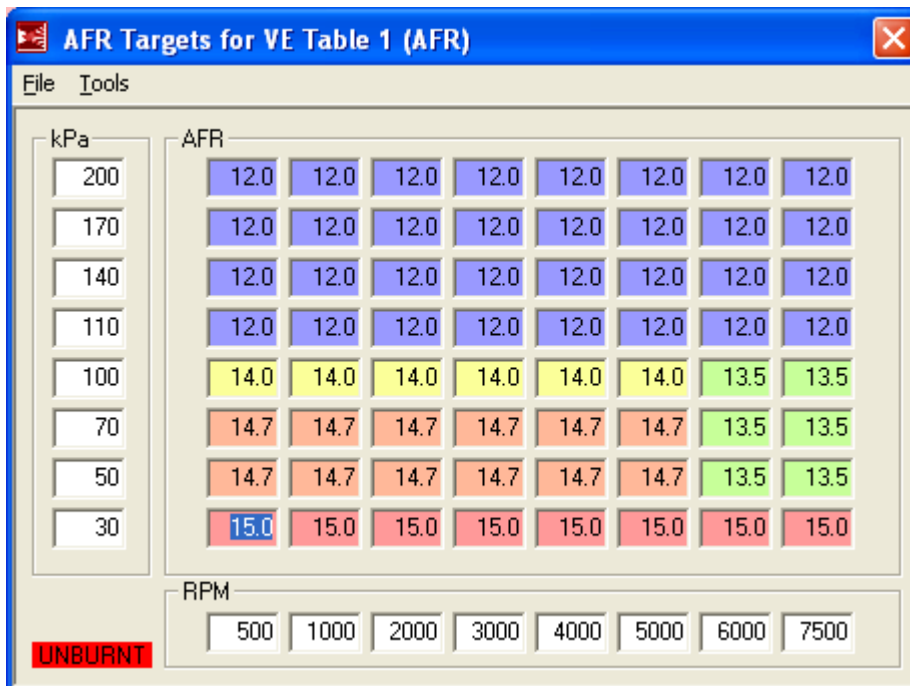 AFR Targets for VE Table 1 (AFR)
File Tools
kPa AFR
200 12.0 12.0 12.0 12.0 12.0 12.0 12.0 12.0
170 12.0 12.0 12.0 12.0 12.0 12.0 12.0 12.0
140 12.0 12.0 12.0 12.0 12.0 12.0 12.0 12.0
110 12.0 12.0 12.0 12.0 12.0 12.0 12.0 12.0
100 14.0 14.0 14.0 14.0 14.0 14.0 13.5 13.5
70 14.7 14.7 14.7 14.7 14.7 14.7 13.5 13.5
50 14.7 14.7 14.7 14.7 14.7 14.7 13.5 13.5
30 15.0 15.0 15.0 15.0 15.0 15.0 15.0 15.0
RPM
500 1000 2000 3000 4000 5000 6000 7500
UNBURNT